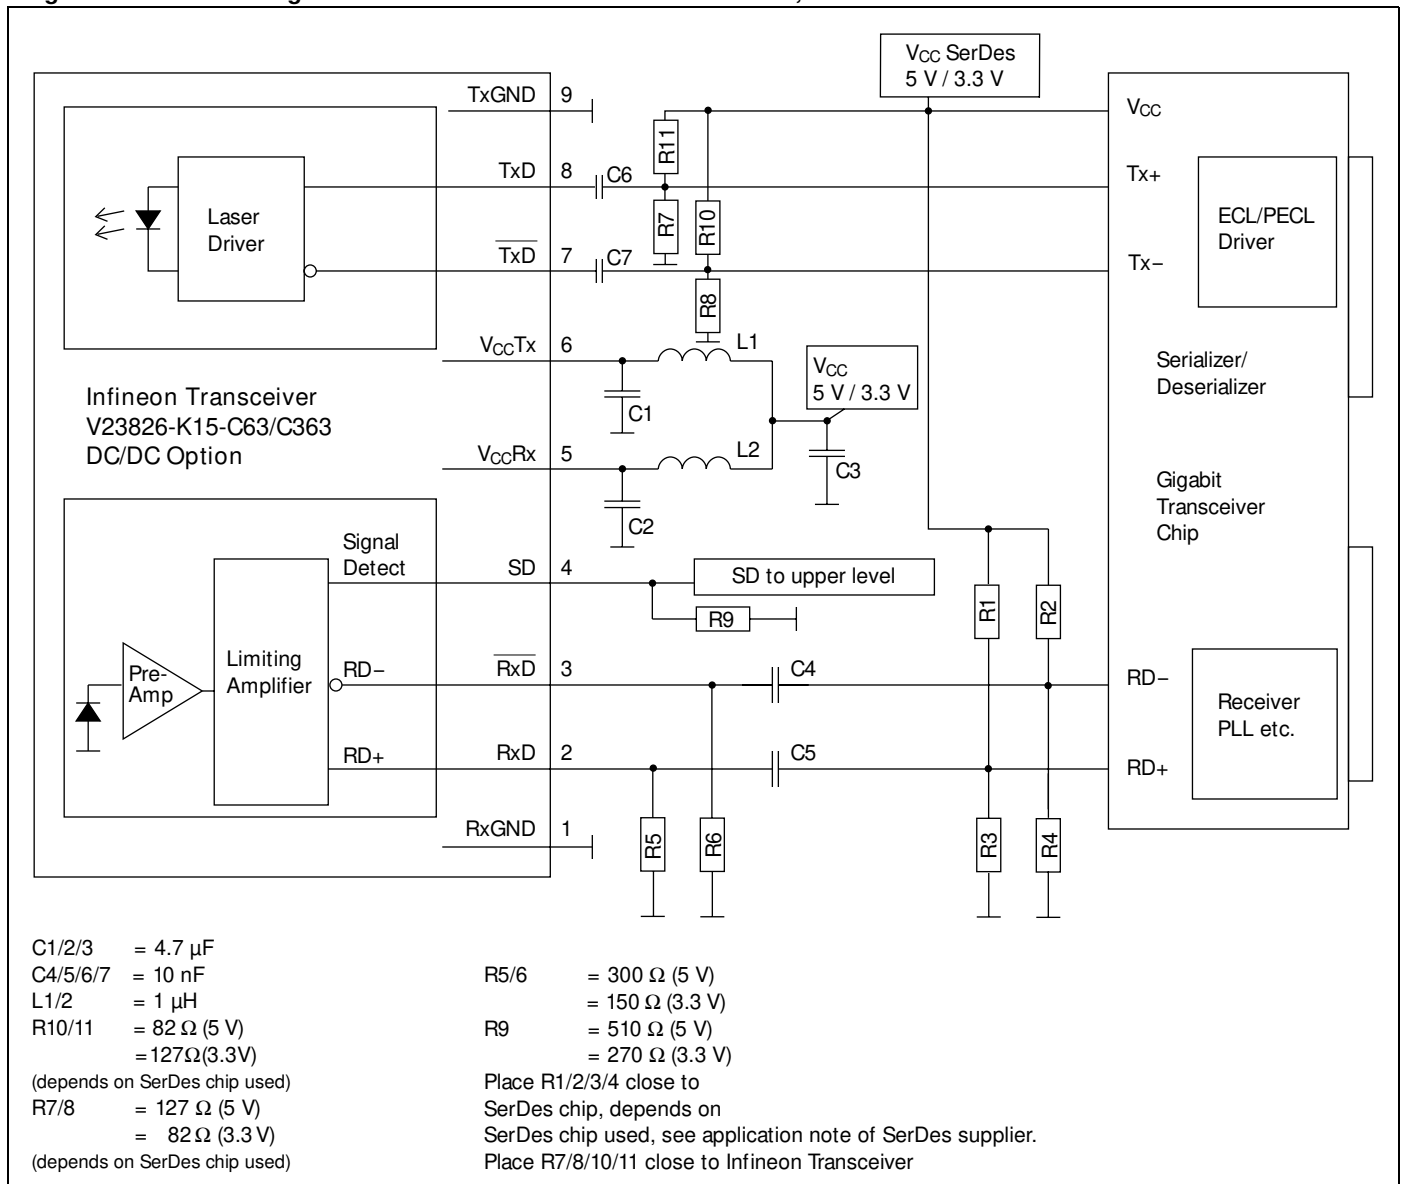 VCC SerDes
5 V / 3.3 V
TxGND 9
VCC
R11
TxD 8
C6
Tx+
Laser
Driver
R7
R10
ECL/PECL
Driver
TxD 7
C7
Tx−
R8
VCCTx 6
L1
VCC
5 V / 3.3 V
Serializer/
Deserializer
Infineon Transceiver
V23826-K15-C63/C363
DC/DC Option
C1
VCCRx 5
L2
C3
Gigabit
Transceiver
Chip
C2
Signal
Detect
SD 4
SD to upper level
R9
R1
R2
Pre-
Amp
Limiting
Amplifier
RD−
RxD 3
C4
RD−
Receiver
PLL etc.
RD+
RxD 2
C5
RD+
RxGND 1
R5
R6
R3
R4
C1/2/3 = 4.7 µF
C4/5/6/7 = 10 nF
L1/2 = 1 µH
R10/11 = 82 Ω (5 V)
=127Ω(3.3V)
(depends on SerDes chip used)
R7/8 = 127 Ω (5 V)
= 82 Ω (3.3 V)
(depends on SerDes chip used)
R5/6 = 300 Ω (5 V)
= 150 Ω (3.3 V)
R9 = 510 Ω (5 V)
= 270 Ω (3.3 V)
Place R1/2/3/4 close to
SerDes chip, depends on
SerDes chip used, see application note of SerDes supplier.
Place R7/8/10/11 close to Infineon Transceiver